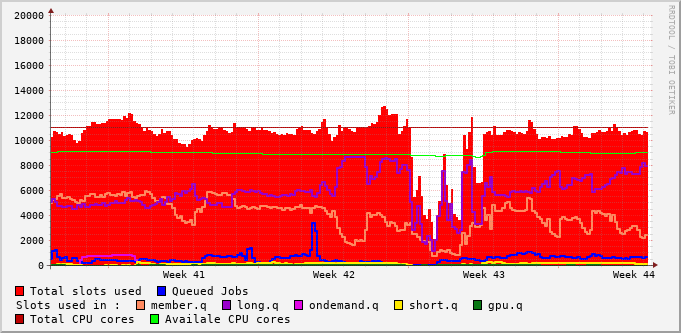 20000
18000
16000
14000
12000
10000
8000
6000
4000
2000
0
Week 41 Week 42 Week 43 Week 44
RRDTOOL / TOBI OETIKER
Total slots used Queued Jobs
Slots used in : member.q long.q ondemand.q short.q gpu.q
Total CPU cores Availale CPU cores